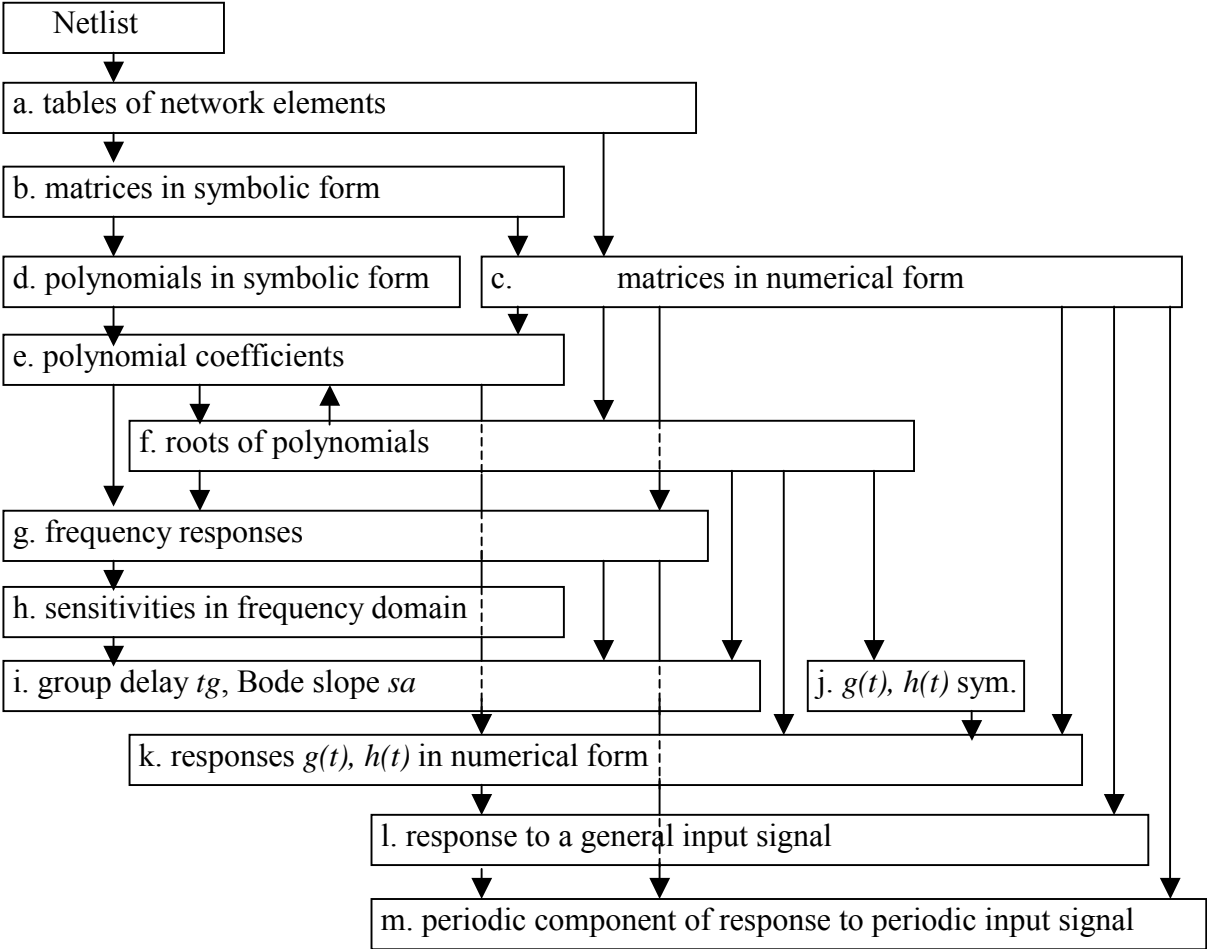 Netlist
a. tables of network elements
b. matrices in symbolic form
d. polynomials in symbolic form
c. matrices in numerical form
e. polynomial coefficients
f. roots of polynomials
g. frequency responses
h. sensitivities in frequency domain
i. group delay tg, Bode slope sa
j. g(t), h(t) sym.
k. responses g(t), h(t) in numerical form
l. response to a general input signal
m. periodic component of response to periodic input signal